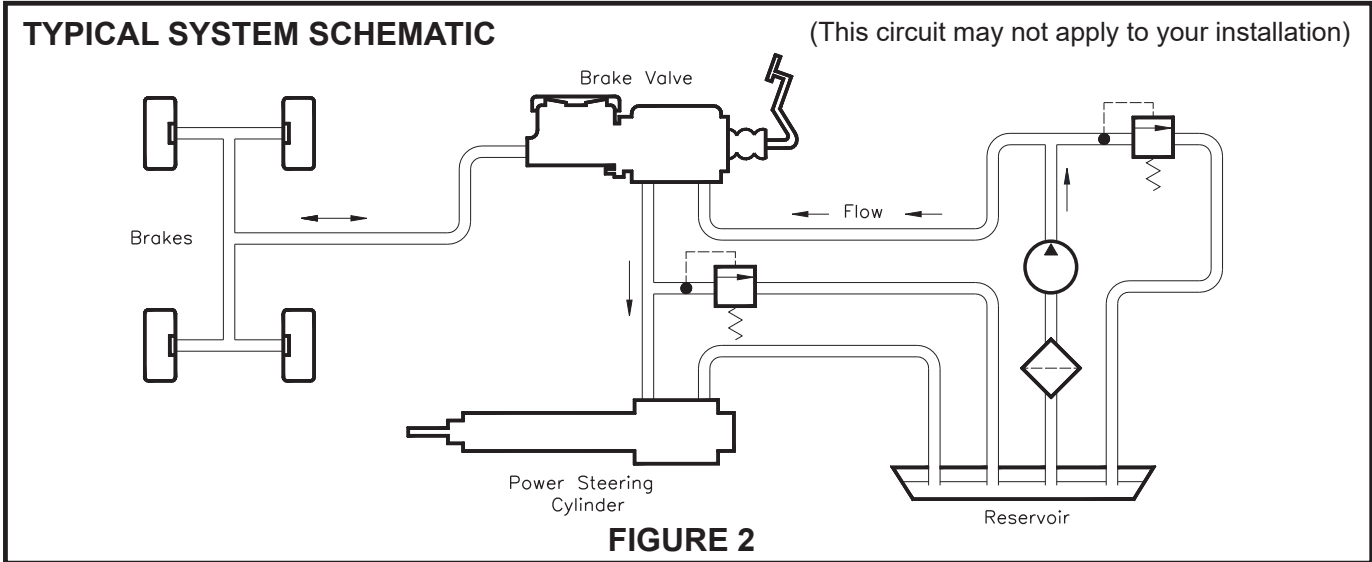 TYPICAL SYSTEM SCHEMATIC
(This circuit may not apply to your installation)
Brake Valve
Flow
Brakes
Power Steering
Cylinder
Reservoir
FIGURE 2